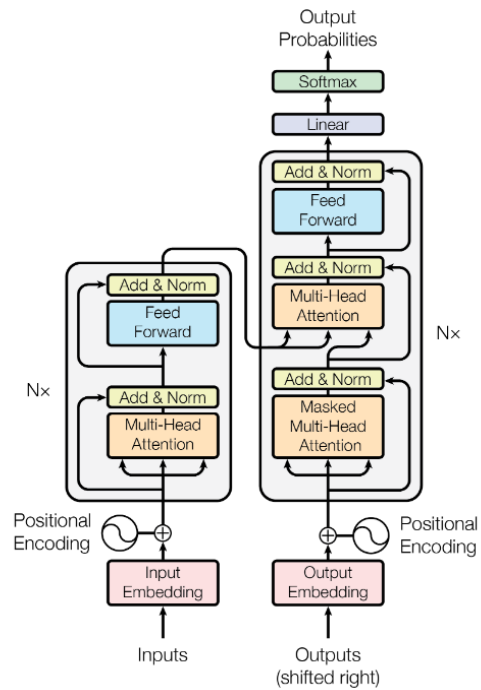 Output
Probabilities
Softmax
Linear
Add & Norm
Feed
Forward
Add & Norm
Multi-Head
Attention
Add & Norm
Masked
Multi-Head
Attention
N×
Add & Norm
Feed
Forward
Add & Norm
Multi-Head
Attention
N×
Positional
Encoding
Positional
Encoding
Input
Embedding
Output
Embedding
Inputs
Outputs
(shifted right)